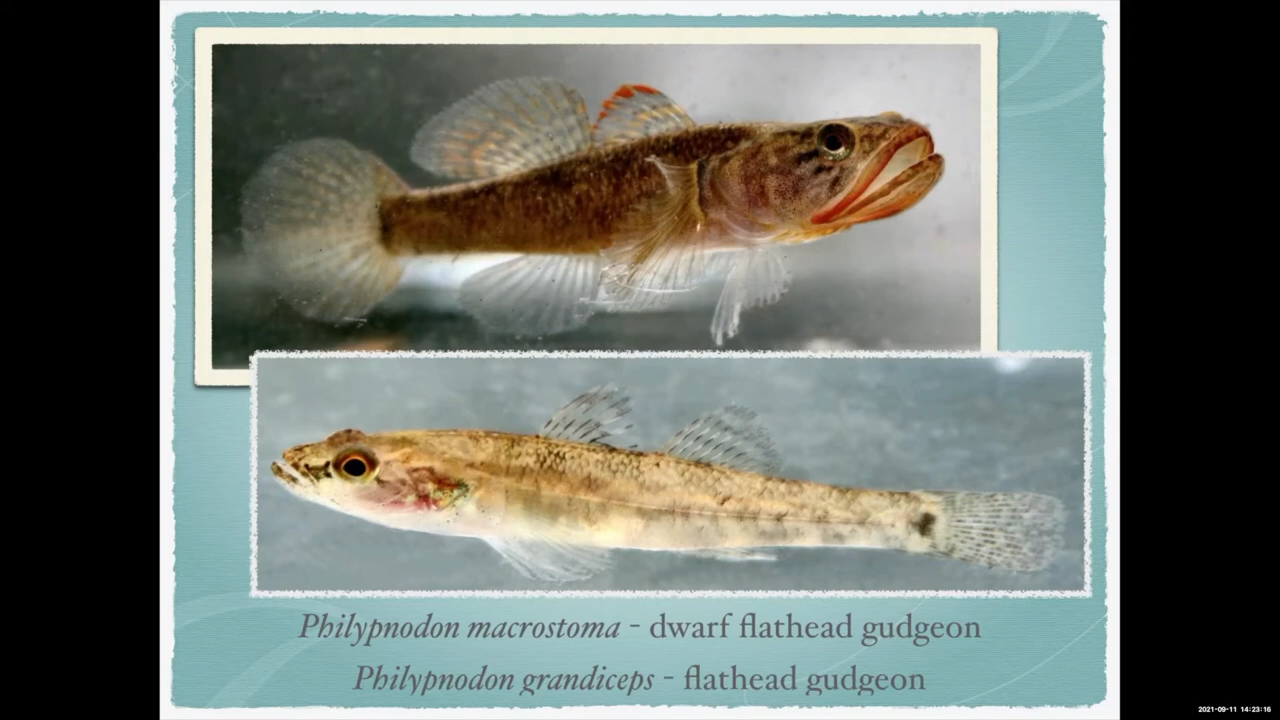 Philypnodon macrostoma - dwarf flathead gudgeon
Philypnodon grandiceps - flathead gudgeon
2021-09-11 14:23:16